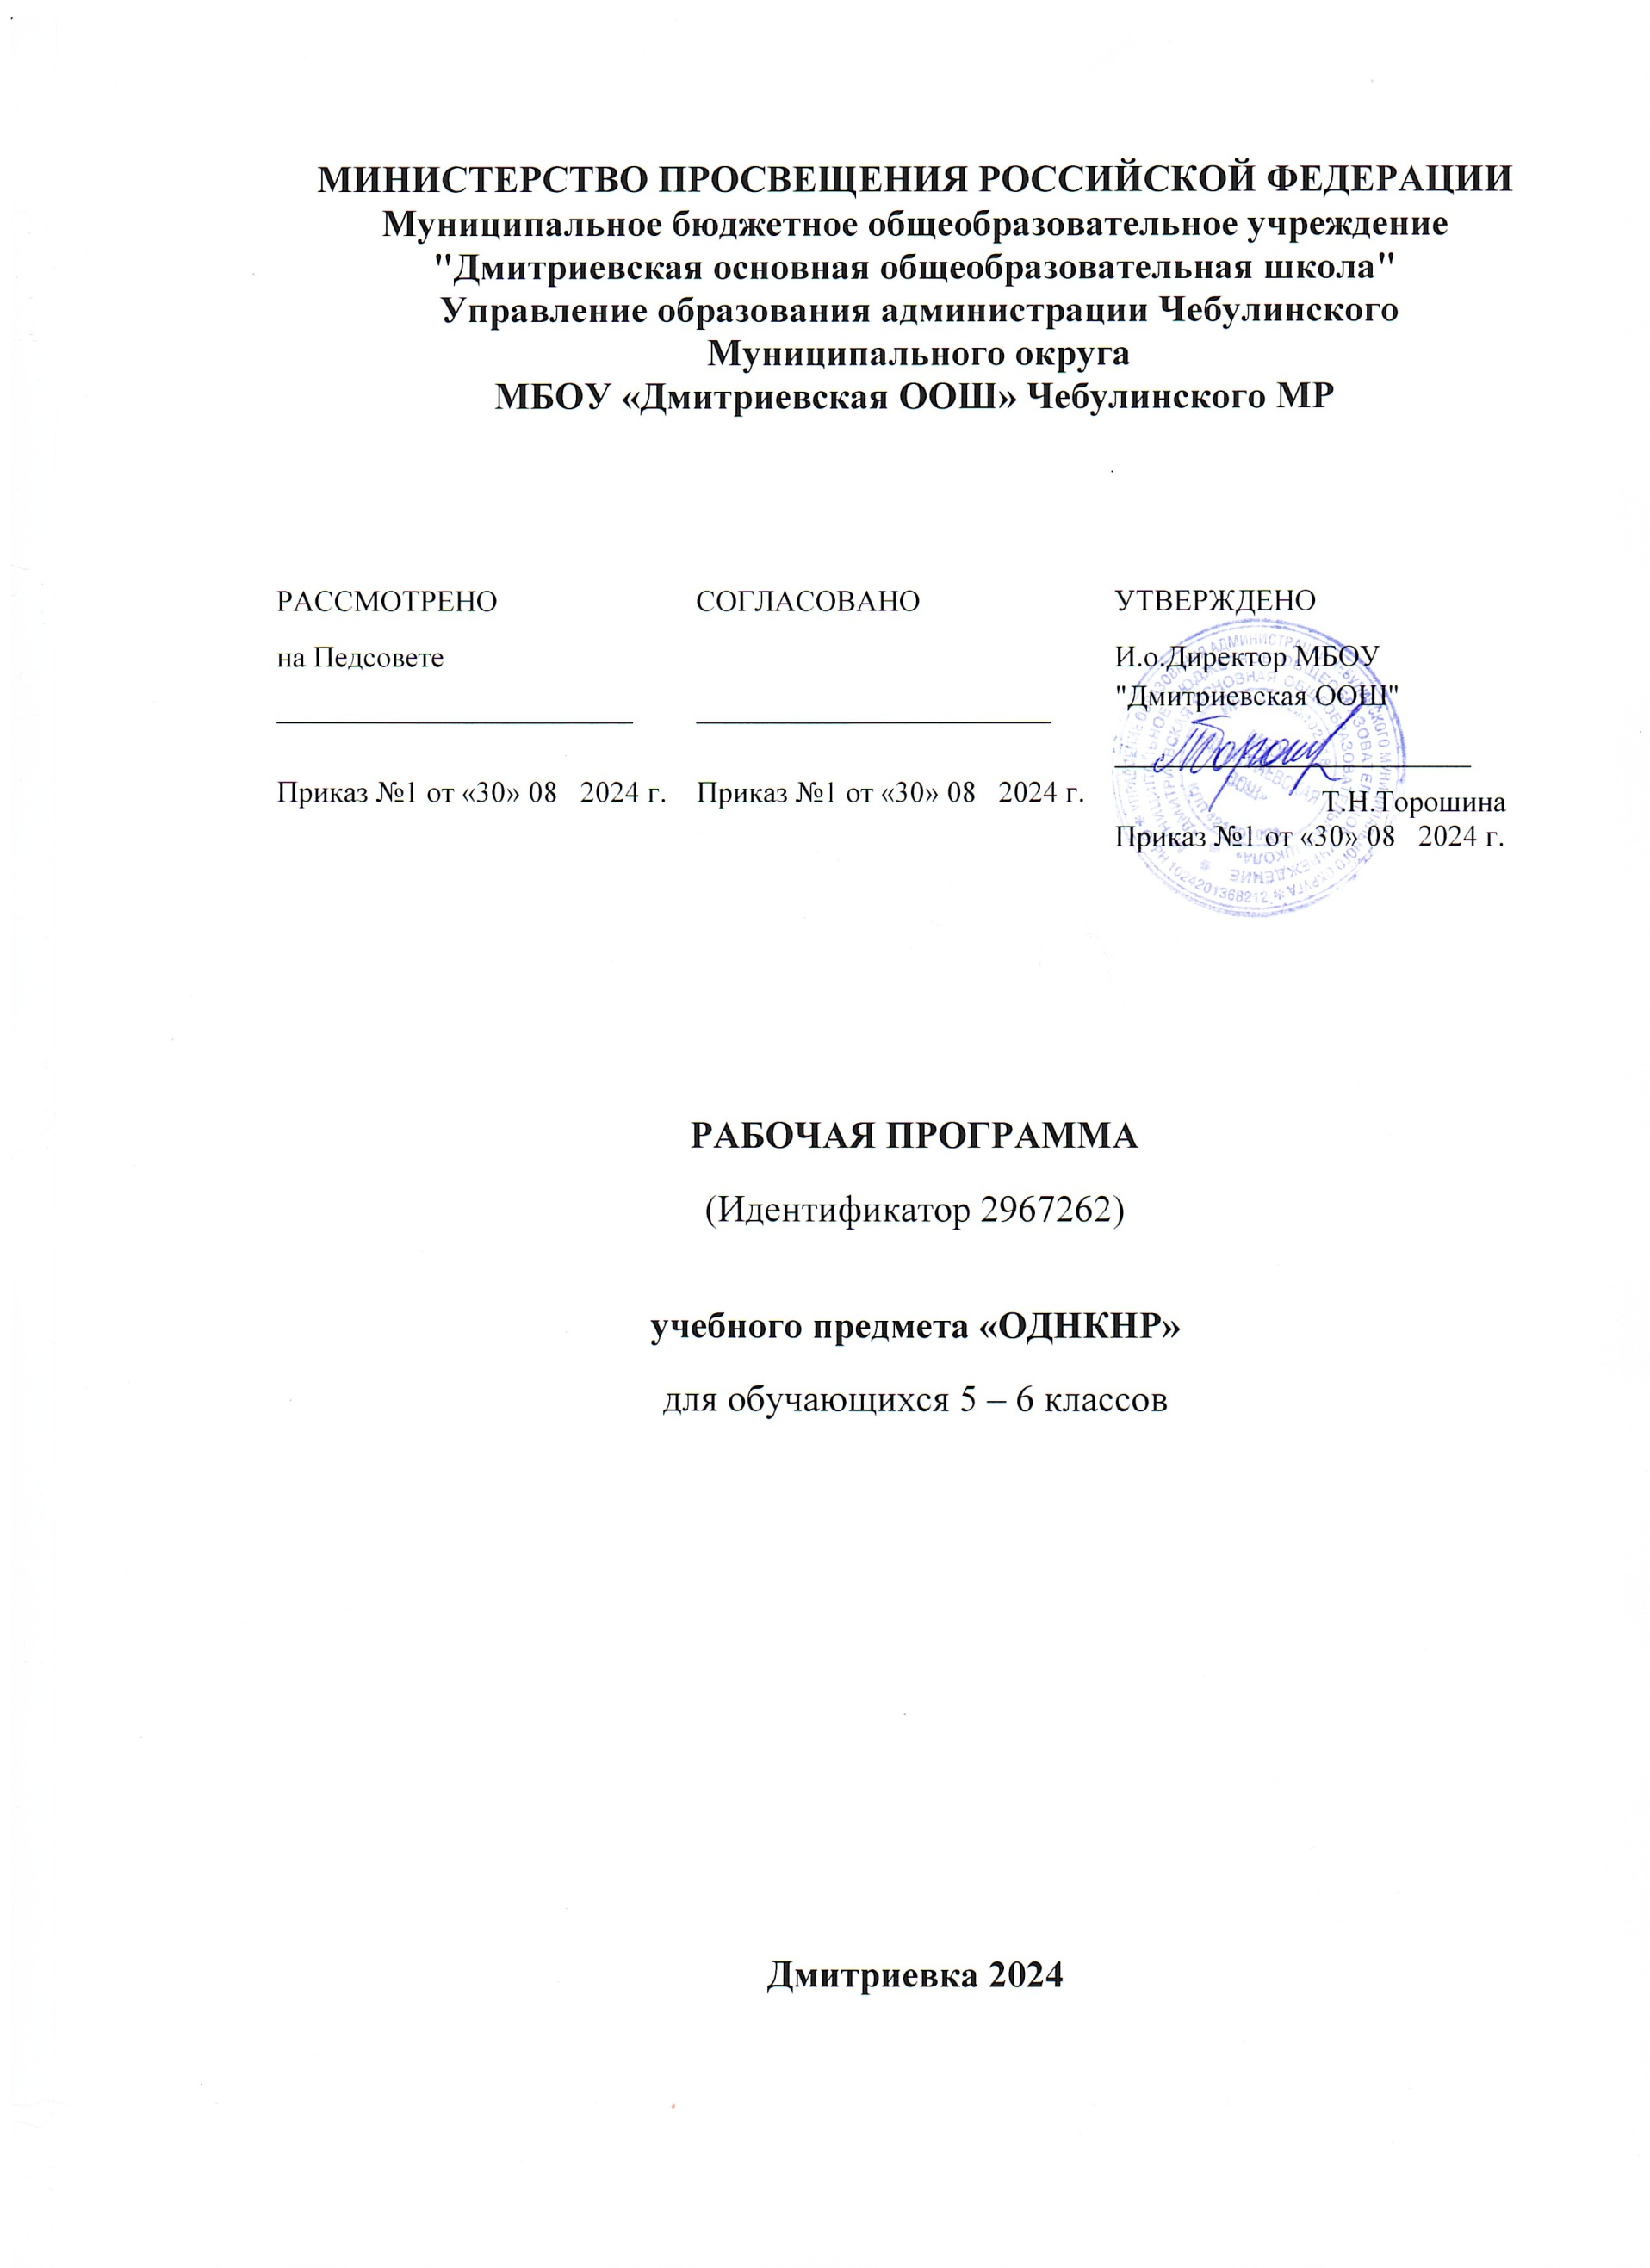 МИНИСТЕРСТВО ПРОСВЕЩЕНИЯ РОССИЙСКОЙ ФЕДЕРАЦИИ
Муниципальное бюджетное общеобразовательное учреждение
"Дмитриевская основная общеобразовательная школа"
Управление образования администрации Чебулинского
Муниципального округа
МБОУ «Дмитриевская ООШ» Чебулинского МР
РАССМОТРЕНО
на Педсовете
Приказ №1 от «30» 08 2024 г.
СОГЛАСОВАНО
Приказ №1 от «30» 08 2024 г.
УТВЕРЖДЕНО
И.о.Директор МБОУ
"Дмитриевская ООШ"
Т.Н.Торошина
Приказ №1 от «30» 08 2024 г.
РАБОЧАЯ ПРОГРАММА
(Идентификатор 2967262)
учебного предмета «ОДНКНР»
для обучающихся 5 – 6 классов
Дмитриевка 2024